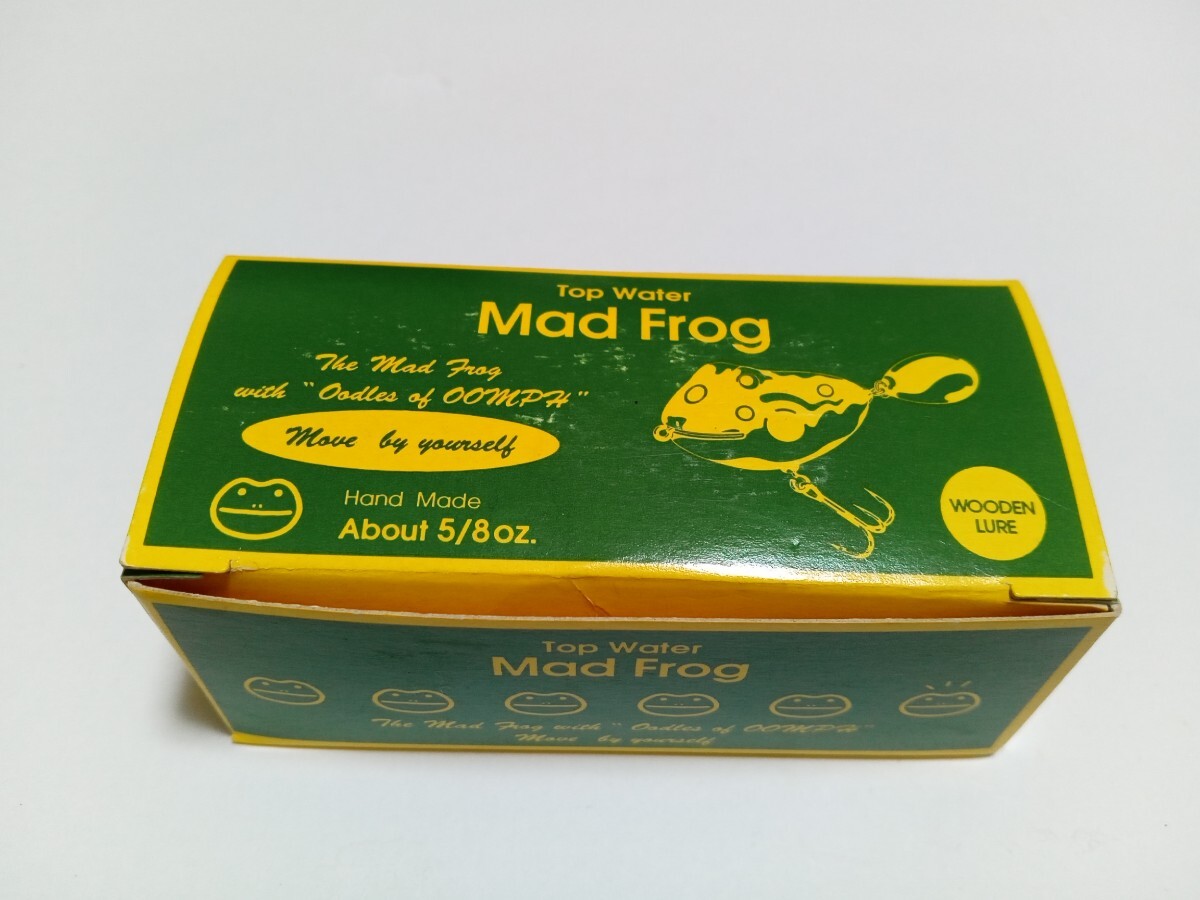 Top Water
Mad Frog
The Mad Frog
with "Oodles of OOMPH"
Move by yourself
Hand Made
About 5/8oz.
WOODEN
LURE
Top Water
Mad Frog
The Mad Frog with "Oodles of OOMPH"
Move by yourself